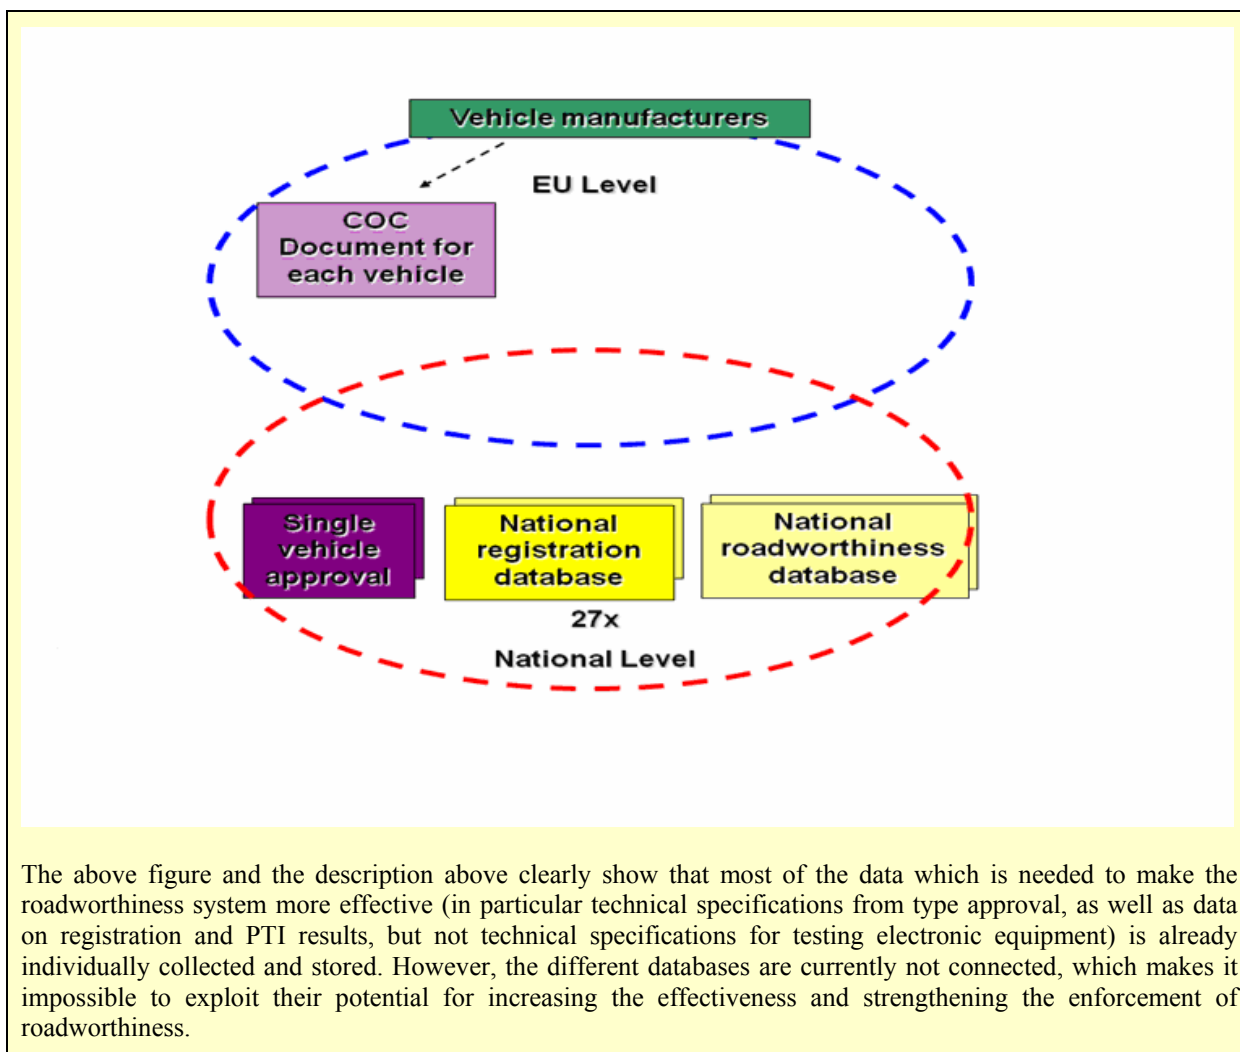 Vehicle manufacturers
EU Level
COC
Document for
each vehicle
Single
vehicle
approval
National
registration
database
National
roadworthiness
database
27x
National Level
The above figure and the description above clearly show that most of the data which is needed to make the
roadworthiness system more effective (in particular technical specifications from type approval, as well as data
on registration and PTI results, but not technical specifications for testing electronic equipment) is already
individually collected and stored. However, the different databases are currently not connected, which makes it
impossible to exploit their potential for increasing the effectiveness and strengthening the enforcement of
roadworthiness.